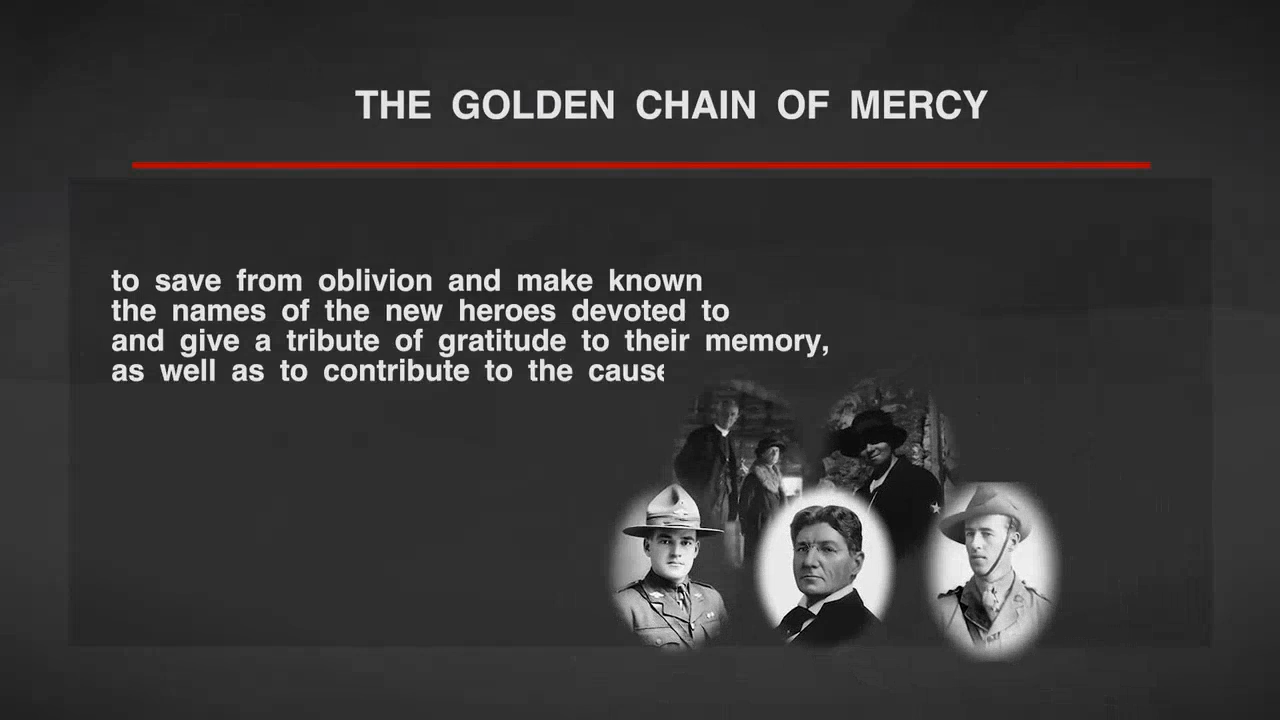 THE GOLDEN CHAIN OF MERCY
to save from oblivion and make known
the names of the new heroes devoted to
and give a tribute of gratitude to their memory,
as well as to contribute to the cause